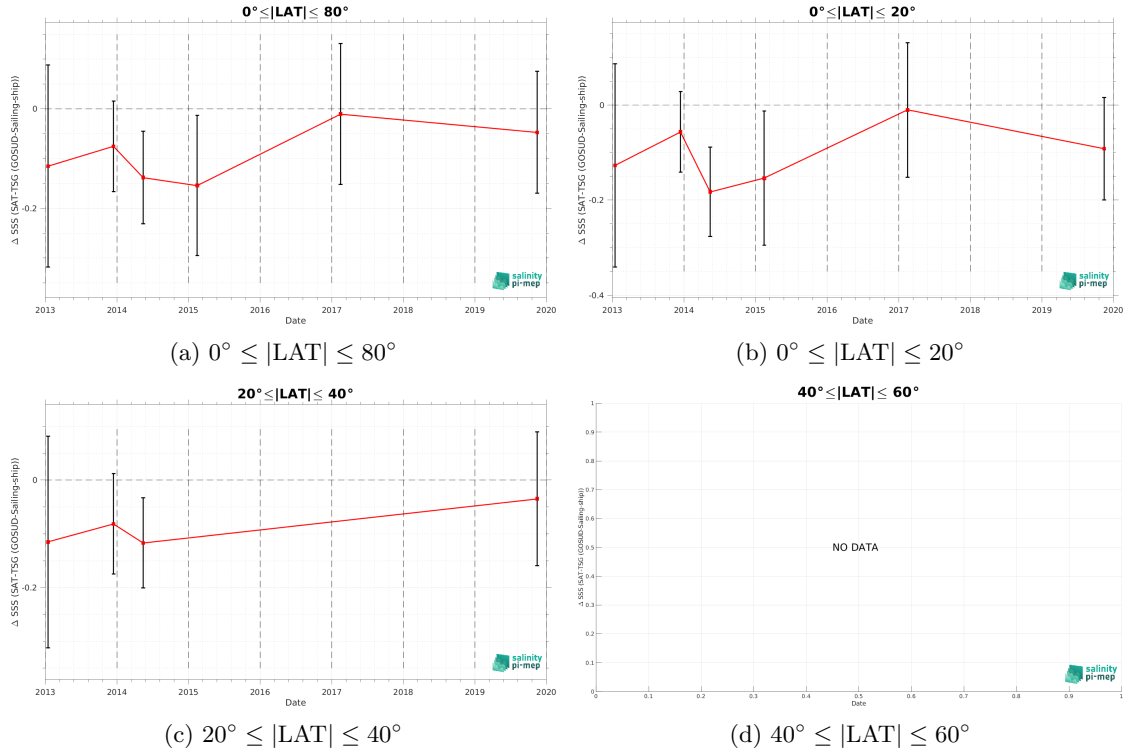 0°≤|LAT|≤ 80°
Δ SSS (SAT-TSG (GOSUD-Sailing-ship))
0
-0.2
salinity
pi-mep
2013 2014 2015 2016 2017 2018 2019 2020
Date
(a) 0° ≤ |LAT| ≤ 80°
0°≤|LAT|≤ 20°
Δ SSS (SAT-TSG (GOSUD-Sailing-ship))
0
-0.2
-0.4
salinity
pi-mep
2013 2014 2015 2016 2017 2018 2019 2020
Date
(b) 0° ≤ |LAT| ≤ 20°
20°≤|LAT|≤ 40°
Δ SSS (SAT-TSG (GOSUD-Sailing-ship))
0
-0.2
salinity
pi-mep
2013 2014 2015 2016 2017 2018 2019 2020
Date
(c) 20° ≤ |LAT| ≤ 40°
40°≤|LAT|≤ 60°
Δ SSS (SAT-TSG (GOSUD-Sailing-ship))
1
0.9
0.8
0.7
0.6
0.5
0.4
0.3
0.2
0.1
0
NO DATA
salinity
pi-mep
0 0.1 0.2 0.3 0.4 0.5 0.6 0.7 0.8 0.9 1
Date
(d) 40° ≤ |LAT| ≤ 60°